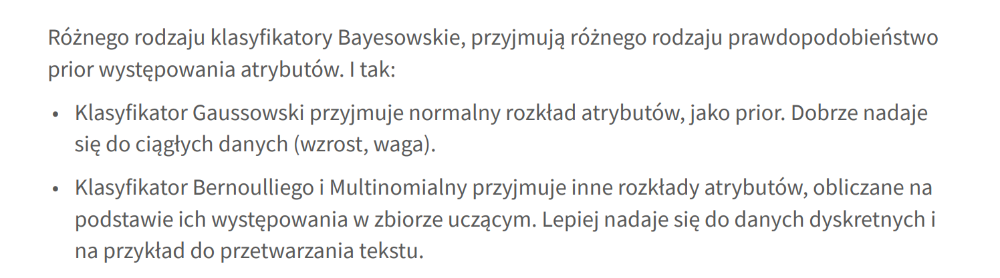 Różnego rodzaju klasyfikatory Bayesowskie, przyjmują różnego rodzaju prawdopodobieństwo
prior występowania atrybutów. I tak:
• Klasyfikator Gaussowski przyjmuje normalny rozkład atrybutów, jako prior. Dobrze nadaje
się do ciągłych danych (wzrost, waga).
• Klasyfikator Bernoulliego i Multinomialny przyjmuje inne rozkłady atrybutów, obliczane na
podstawie ich występowania w zbiorze uczącym. Lepiej nadaje się do danych dyskretnych i
na przykład do przetwarzania tekstu.